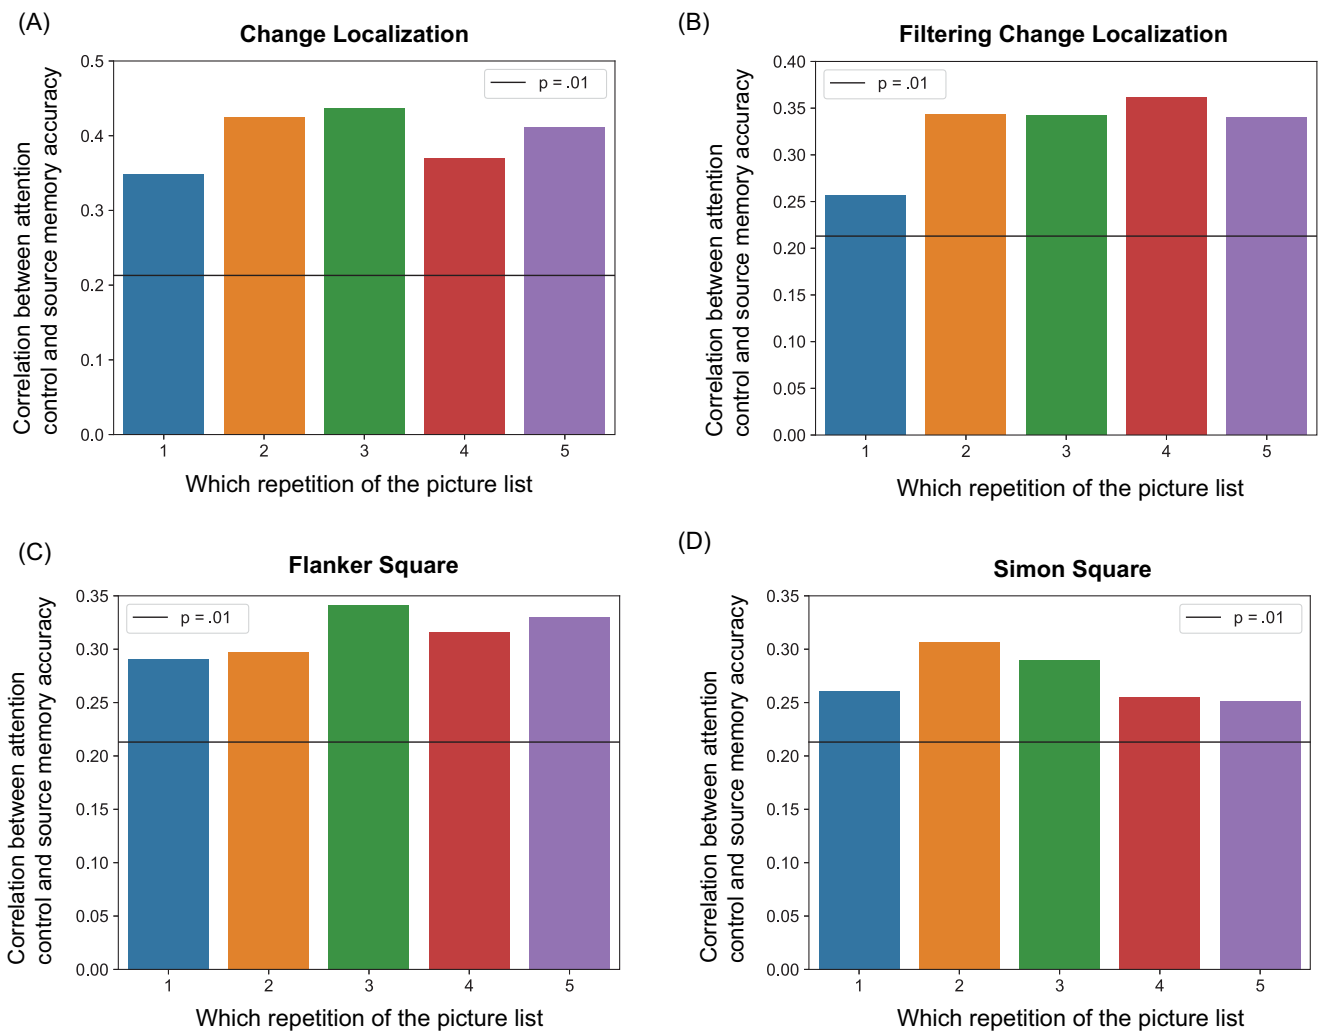 (A)
Change Localization
Correlation between attention
control and source memory accuracy
0.5
0.4
0.3
0.2
0.1
0.0
p = .01
1 2 3 4 5
Which repetition of the picture list
(B)
Filtering Change Localization
Correlation between attention
control and source memory accuracy
0.40
0.35
0.30
0.25
0.20
0.15
0.10
0.05
0.00
p = .01
1 2 3 4 5
Which repetition of the picture list
(C)
Flanker Square
Correlation between attention
control and source memory accuracy
0.35
0.30
0.25
0.20
0.15
0.10
0.05
0.00
p = .01
1 2 3 4 5
Which repetition of the picture list
(D)
Simon Square
Correlation between attention
control and source memory accuracy
0.35
0.30
0.25
0.20
0.15
0.10
0.05
0.00
p = .01
1 2 3 4 5
Which repetition of the picture list